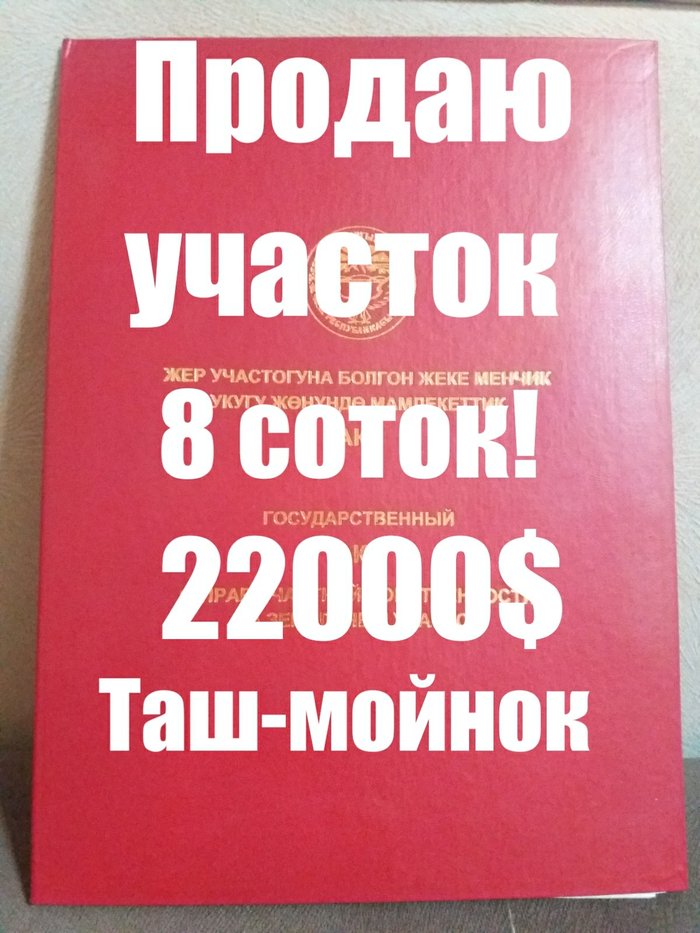 Продаю
участок
ЖЕР УЧАСТОГУНА БОЛГОН ЖЕКЕ МЕНЧИК
УКУГУ ЖӨНҮНДӨ МАМЛЕКЕТТИК
8 соток!
ГОСУДАРСТВЕННЫЙ
22000$
Таш-мойнок